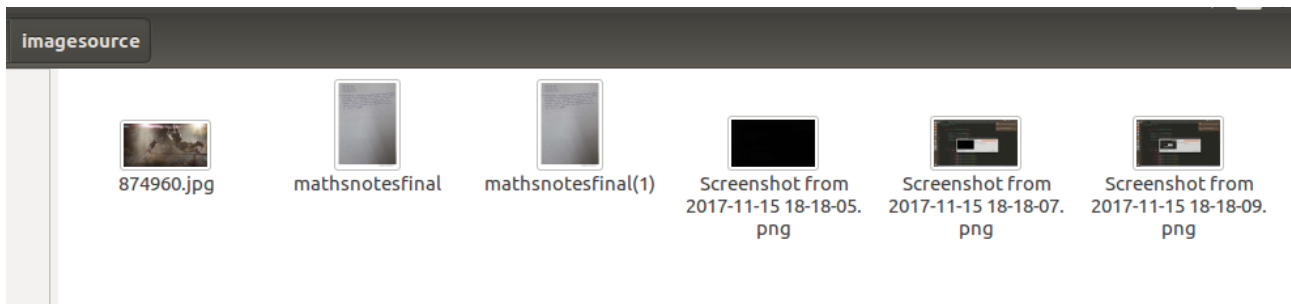 imagesource
874960.jpg
mathsnotesfinal
mathsnotesfinal(1)
Screenshot from
2017-11-15 18-18-05.
png
Screenshot from
2017-11-15 18-18-07.
png
Screenshot from
2017-11-15 18-18-09.
png